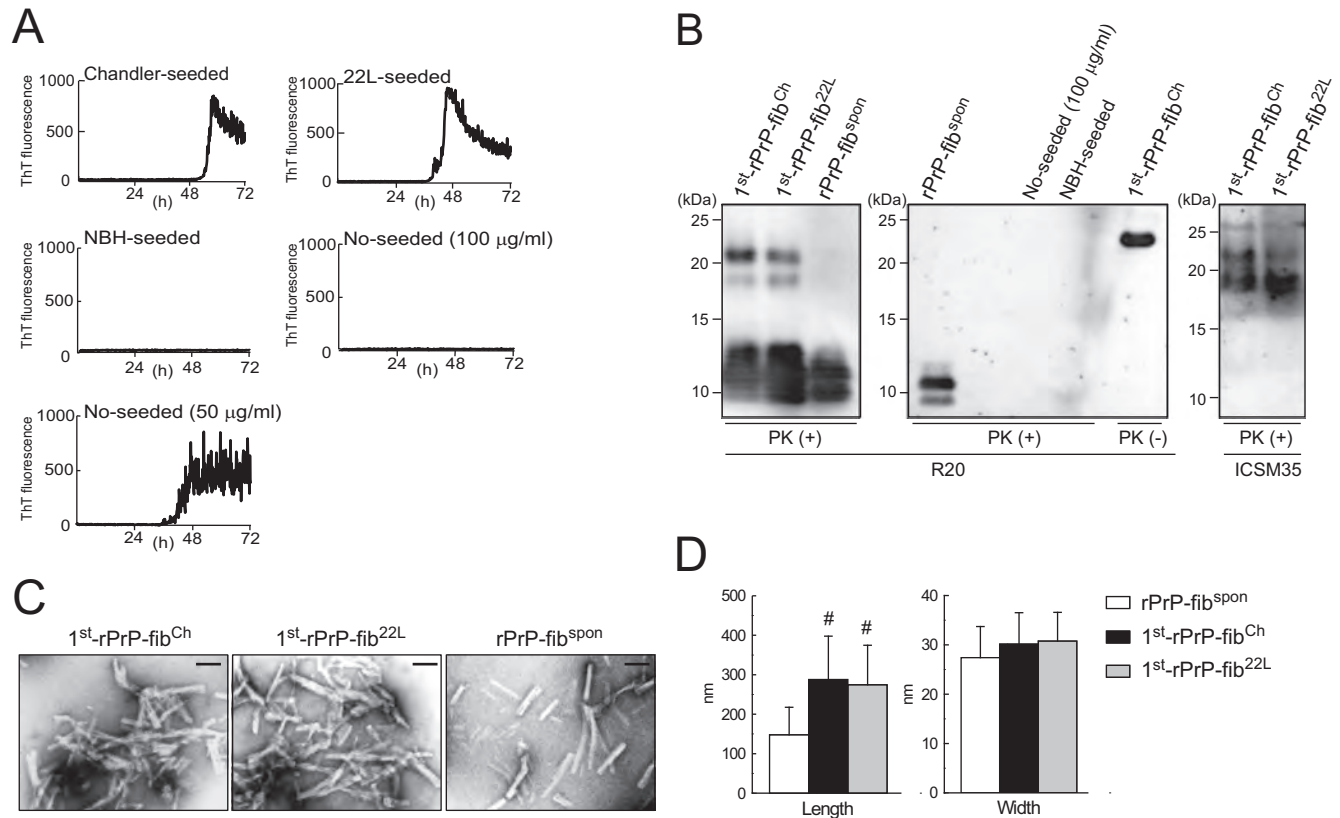 A
Chandler-seeded
ThT fluorescence
1000
500
0
24
48
72
(h)
22L-seeded
ThT fluorescence
1000
500
0
24
48
72
(h)
NBH-seeded
ThT fluorescence
1000
500
0
24
48
72
(h)
No-seeded (100 μg/ml)
ThT fluorescence
1000
500
0
24
48
72
(h)
No-seeded (50 μg/ml)
ThT fluorescence
1000
500
0
24
48
72
(h)
B
1st-rPrP-fibCh
1st-rPrP-fib22L
rPrP-fibspon
(kDa)
25
20
15
10
PK (+)
rPrP-fibspon
No-seeded (100 μg/ml)
NBH-seeded
1st-rPrP-fibCh
(kDa)
25
20
15
10
PK (+)
PK (-)
R20
1st-rPrP-fibCh
1st-rPrP-fib22L
(kDa)
25
20
15
10
PK (+)
ICSM35
C
1st-rPrP-fibCh
1st-rPrP-fib22L
rPrP-fibspon
D
500
400
300
200
100
0
nm
# #
Length
40
30
20
10
0
nm
Width
rPrP-fibspon
1st-rPrP-fibCh
1st-rPrP-fib22L